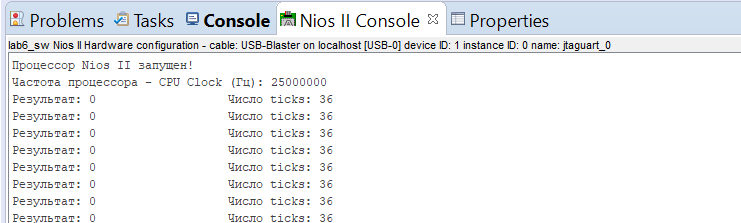 Problems Tasks Console Nios II Console Properties
lab6_sw Nios II Hardware configuration - cable: USB-Blaster on localhost [USB-0] device ID: 1 instance ID: 0 name: jtaguart_0
Процессор Nios II запущен!
Частота процессора - CPU Clock (Гц): 25000000
Результат: 0 Число ticks: 36
Результат: 0 Число ticks: 36
Результат: 0 Число ticks: 36
Результат: 0 Число ticks: 36
Результат: 0 Число ticks: 36
Результат: 0 Число ticks: 36
Результат: 0 Число ticks: 36
Результат: 0 Число ticks: 36